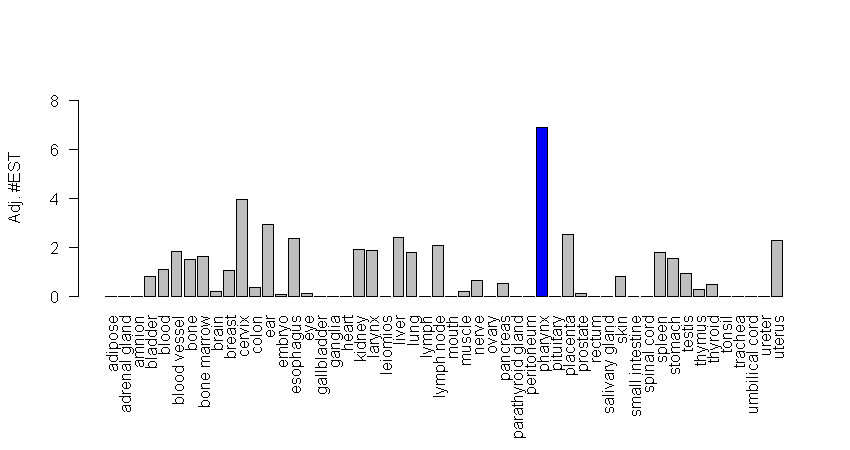 Adj. #EST
8
6
4
2
0
adipose
adrenal gland
amnion
bladder
blood
blood vessel
bone
bone marrow
brain
breast
cervix
colon
ear
embryo
esophagus
eye
gallbladder
ganglia
heart
kidney
larynx
leiomios
liver
lung
lymph
lymph node
mouth
muscle
nerve
ovary
pancreas
parathyroid gland
peritoneum
pharynx
pituitary
placenta
prostate
rectum
salivary gland
skin
small intestine
spinal cord
spleen
stomach
testis
thymus
thyroid
tonsil
trachea
umbilical cord
ureter
uterus